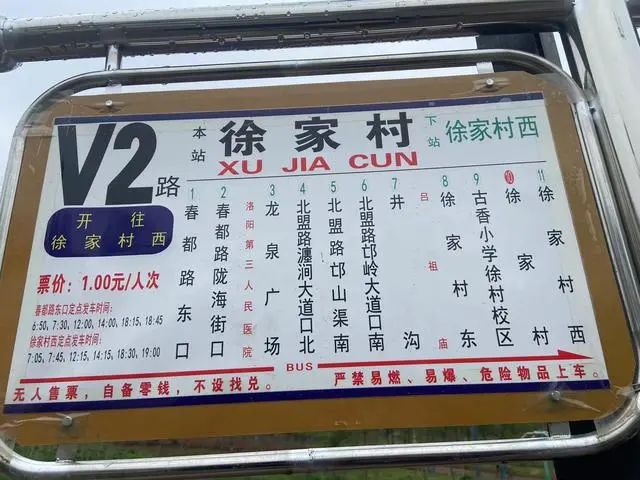 V2路
开往
徐家村西
票价：1.00元/人次
春都路东口定点发车时间：
6:50, 7:30, 12:00, 14:00, 18:15, 18:45
徐家村西定点发车时间：
7:05, 7:45, 12:15, 14:15, 18:30, 19:00
本站
徐家村
XU JIA CUN
下站
徐家村西
1 春都路东口
2 春都路陇海街口
洛阳第三人民医院
3 龙泉广场
4 北盟路瀍涧大道口北
5 北盟路邙山渠南
6 北盟路邙岭大道口南
7 井沟
吕祖庙
8 徐家村东
9 古香小学徐村校区
10 徐家村
11 徐家村西
BUS
无人售票，自备零钱，不设找兑。
严禁易燃、易爆、危险物品上车。